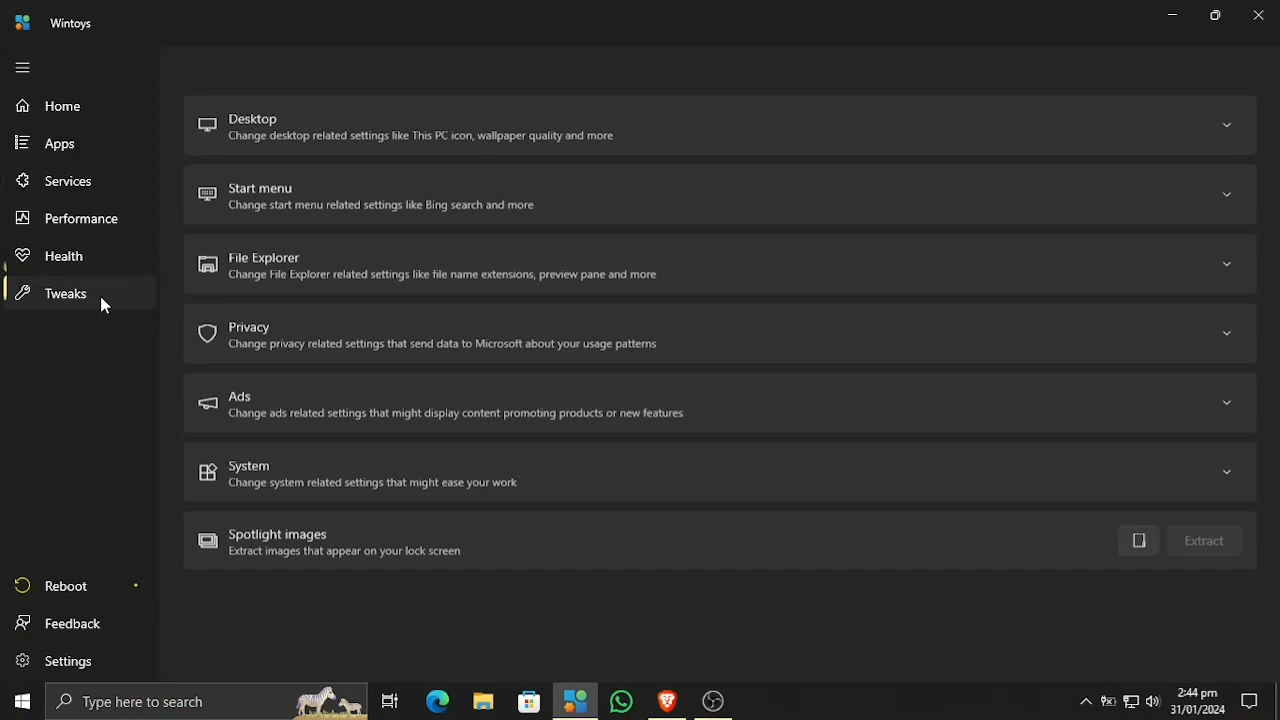 Wintoys
Home
Apps
Services
Performance
Health
Tweaks
Reboot
Feedback
Settings
Desktop
Change desktop related settings like This PC icon, wallpaper quality and more
Start menu
Change start menu related settings like Bing search and more
File Explorer
Change File Explorer related settings like file name extensions, preview pane and more
Privacy
Change privacy related settings that send data to Microsoft about your usage patterns
Ads
Change ads related settings that might display content promoting products or new features
System
Change system related settings that might ease your work
Spotlight images
Extract images that appear on your lock screen
Extract
Type here to search
2:44 pm
31/01/2024